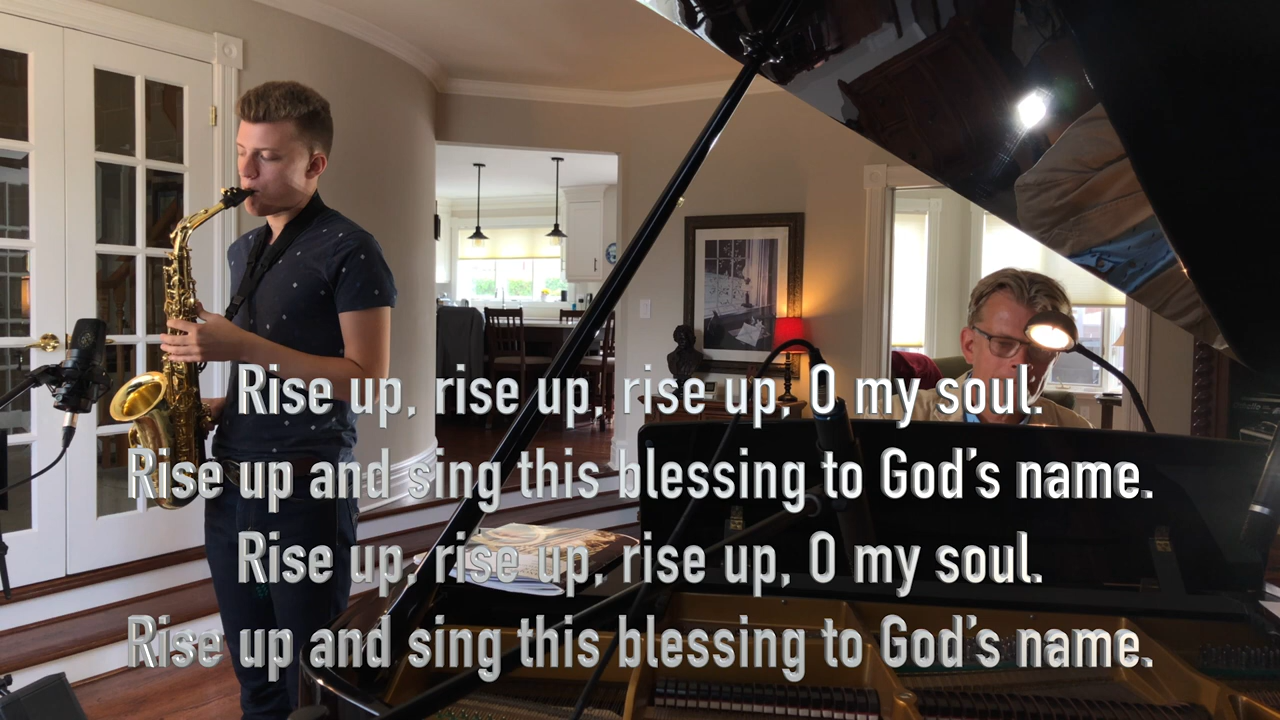 Rise up, rise up, rise up, O my soul.
Rise up and sing this blessing to God's name.
Rise up, rise up, rise up, O my soul.
Rise up and sing this blessing to God's name.